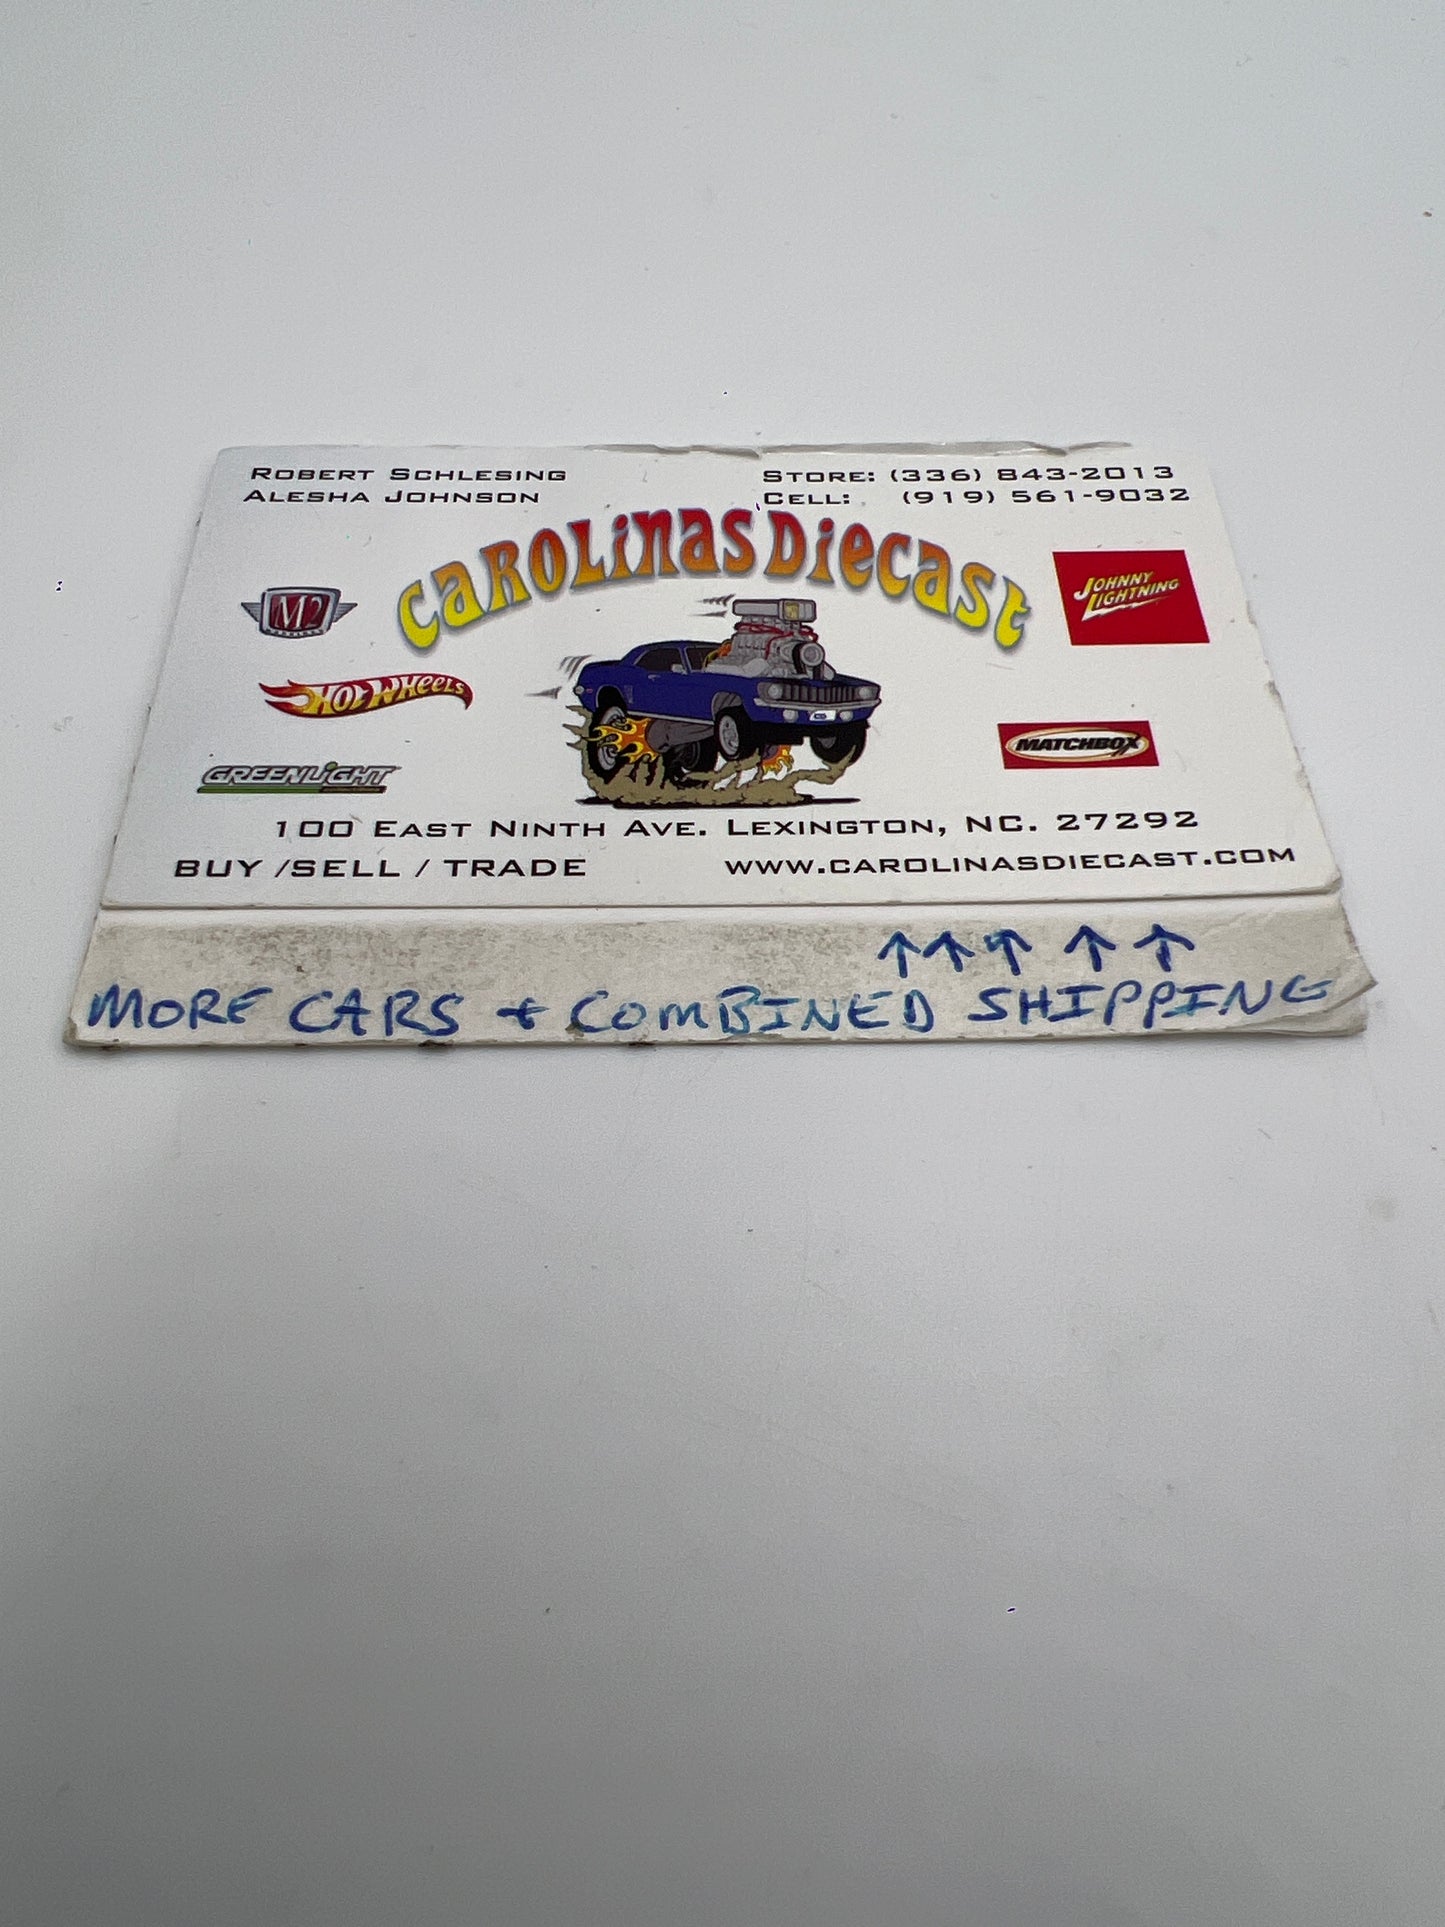 ROBERT SCHLESING
ALESHA JOHNSON
STORE: (336) 843-2013
CELL: (919) 561-9032
CAROLINAS DIECAST
M2
JOHNNY LIGHTNING
HOT WHEELS
MATCHBOX
GREENLIGHT
100 EAST NINTH AVE. LEXINGTON, NC. 27292
BUY /SELL / TRADE
WWW.CAROLINASDIECAST.COM
↑↑↑↑↑
MORE CARS + COMBINED SHIPPING